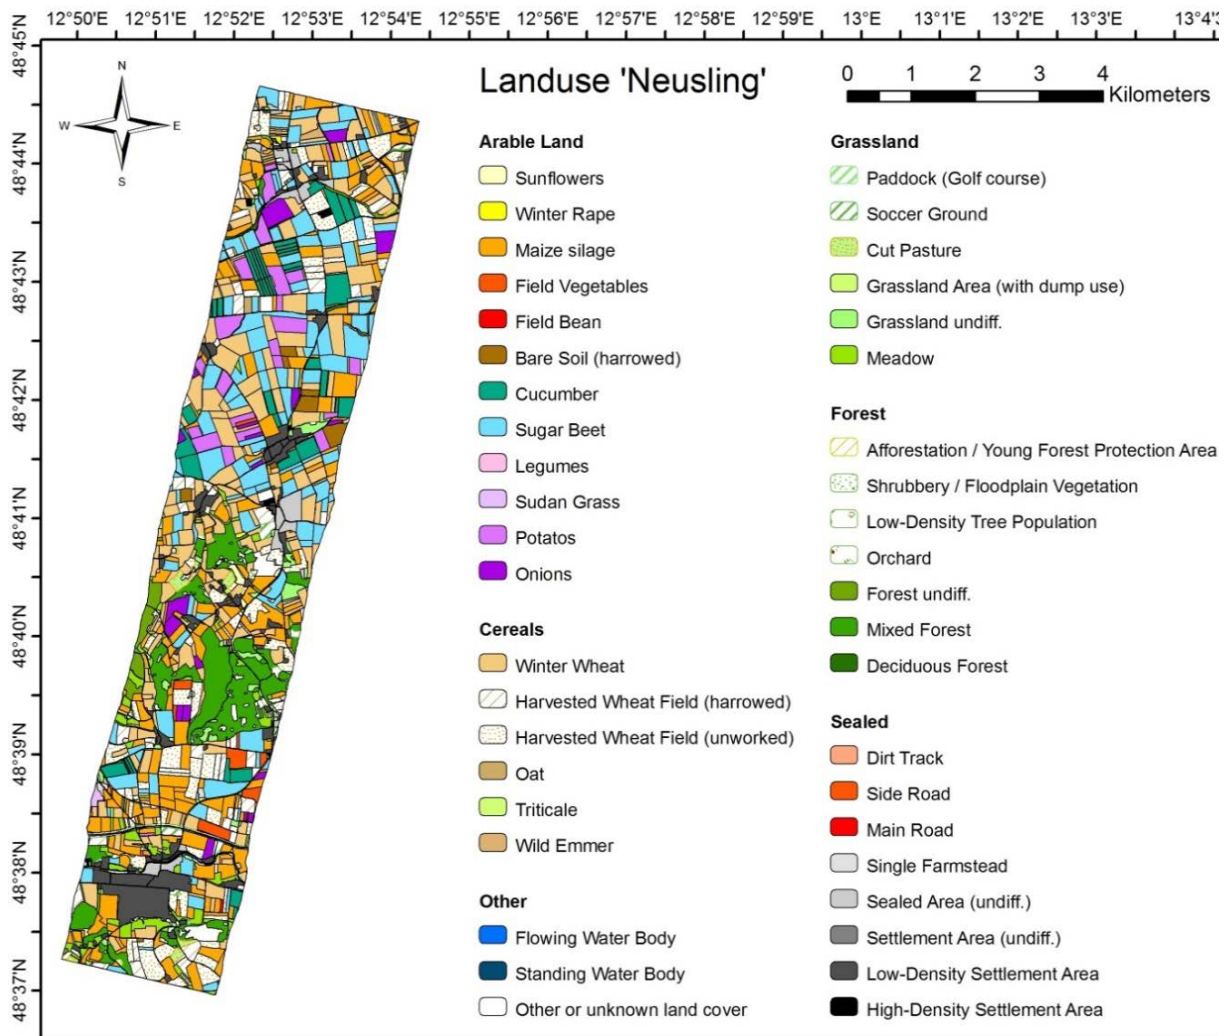 12°50'E 12°51'E 12°52'E 12°53'E 12°54'E 12°55'E 12°56'E 12°57'E 12°58'E 12°59'E 13°E 13°1'E 13°2'E 13°3'E 13°4'
48°45'N
48°44'N
48°43'N
48°42'N
48°41'N
48°40'N
48°39'N
48°38'N
48°37'N
N
W E
S
Landuse 'Neusling'
0 1 2 3 4
Kilometers
Arable Land
Sunflowers
Winter Rape
Maize silage
Field Vegetables
Field Bean
Bare Soil (harrowed)
Cucumber
Sugar Beet
Legumes
Sudan Grass
Potatos
Onions
Cereals
Winter Wheat
Harvested Wheat Field (harrowed)
Harvested Wheat Field (unworked)
Oat
Triticale
Wild Emmer
Other
Flowing Water Body
Standing Water Body
Other or unknown land cover
Grassland
Paddock (Golf course)
Soccer Ground
Cut Pasture
Grassland Area (with dump use)
Grassland undiff.
Meadow
Forest
Afforestation / Young Forest Protection Area
Shrubbery / Floodplain Vegetation
Low-Density Tree Population
Orchard
Forest undiff.
Mixed Forest
Deciduous Forest
Sealed
Dirt Track
Side Road
Main Road
Single Farmstead
Sealed Area (undiff.)
Settlement Area (undiff.)
Low-Density Settlement Area
High-Density Settlement Area